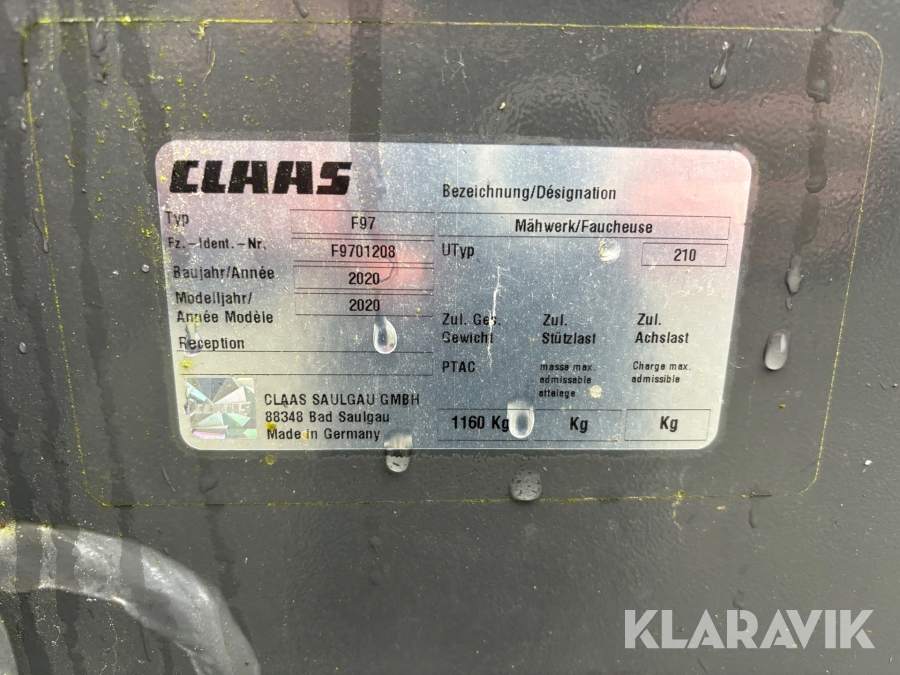 CLAAS
Bezeichnung/Désignation
Typ F97 Mähwerk/Faucheuse
Fz.-Ident.-Nr. F9701208 UTyp 210
Baujahr/Année 2020
Modelljahr/ 2020
Année Modèle
Zul. Ges. Zul. Zul.
Gewicht Stützlast Achslast
Reception
PTAC masse max. Charge max.
admissable admissible
attelage
CLAAS
CLAAS SAULGAU GMBH
88348 Bad Saulgau
Made in Germany
1160 Kg Kg Kg
KLARAVIK